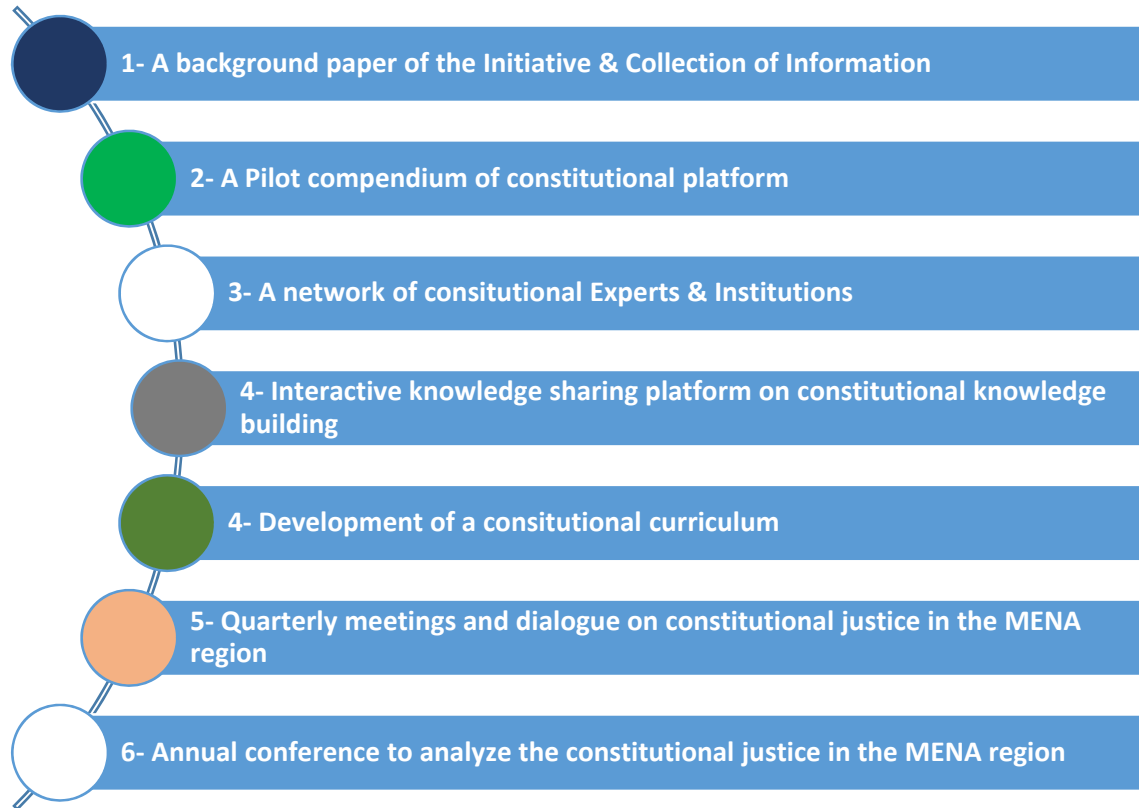 1- A background paper of the Initiative & Collection of Information
2- A Pilot compendium of constitutional platform
3- A network of consitutional Experts & Institutions
4- Interactive knowledge sharing platform on constitutional knowledge
building
4- Development of a consitutional curriculum
5- Quarterly meetings and dialogue on constitutional justice in the MENA
region
6- Annual conference to analyze the constitutional justice in the MENA region